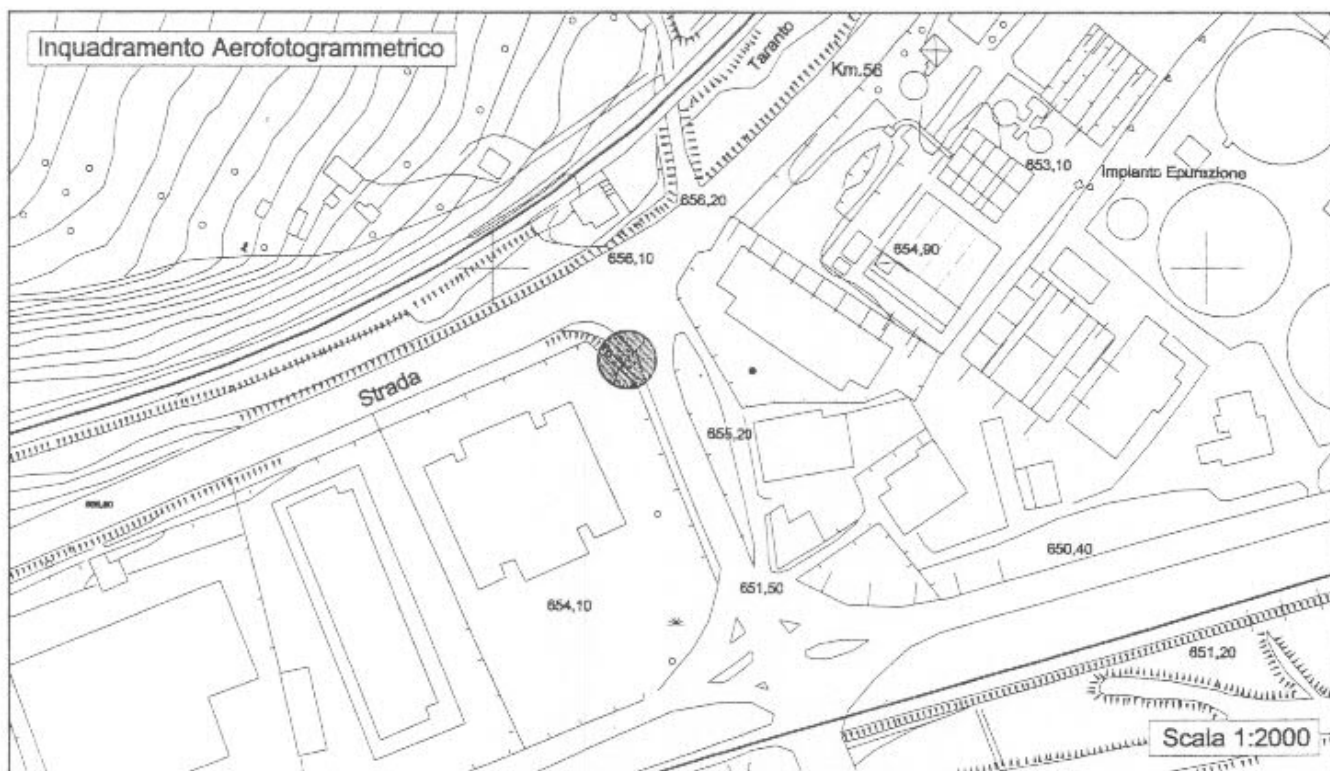 Inquadramento Aerofotogrammetrico
Taranto
Km.56
653,10
Impianto Epurazione
656,20
654,90
656,10
Strada
655,20
650,40
651,50
654,10
651,20
Scala 1:2000